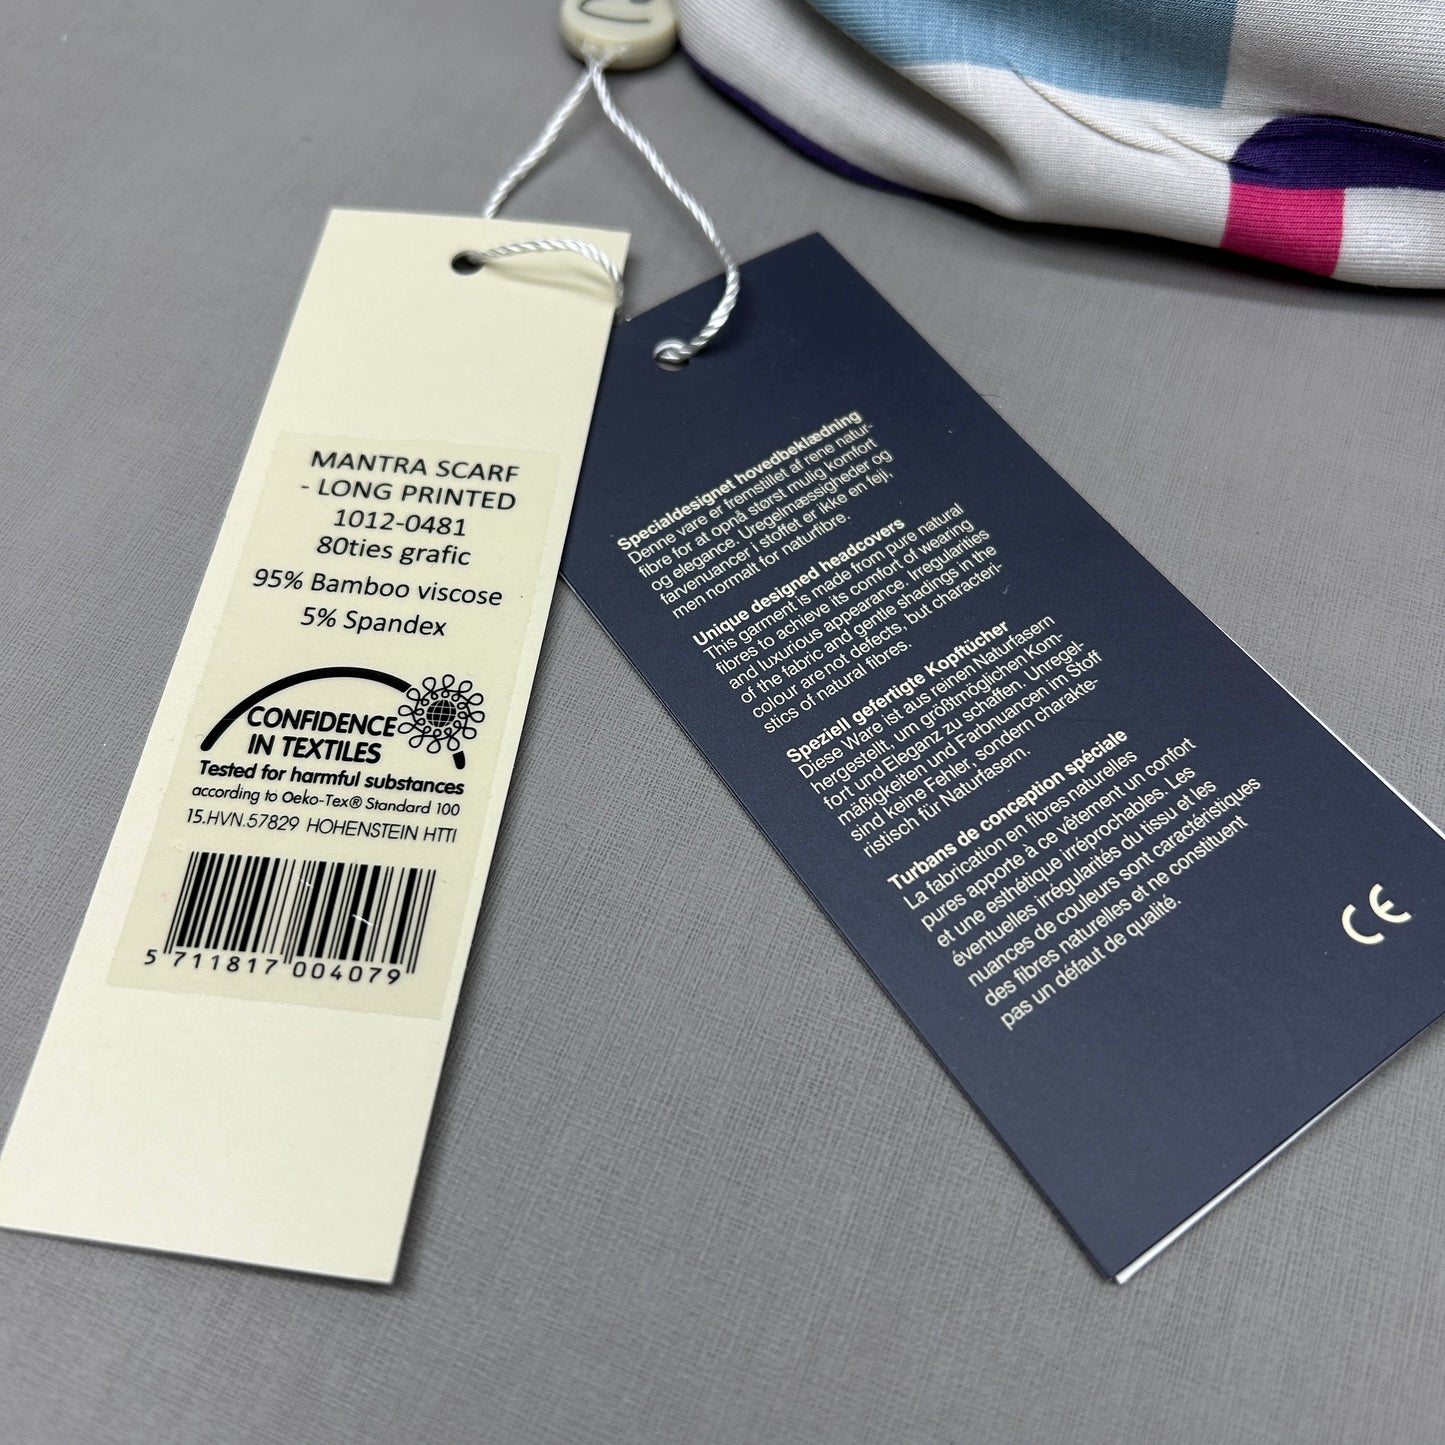 MANTRA SCARF
- LONG PRINTED
1012-0481
80ties grafic
95% Bamboo viscose
5% Spandex
CONFIDENCE
IN TEXTILES
Tested for harmful substances
according to Oeko-Tex® Standard 100
15.HVN.57829 HOHENSTEIN HTTI
5 711817 004079
Specialdesignet hovedbeklædning
Denne vare er fremstillet af rene natur-
fibre for at opnå størst mulig komfort
og elegance. Uregelmæssigheder og
farvenuancer i stoffet er ikke en fejl,
men normalt for naturfibre.
Unique designed headcovers
This garment is made from pure natural
fibres to achieve its comfort of wearing
and luxurious appearance. Irregularities
of the fabric and gentle shadings in the
colour are not defects, but characteri-
stics of natural fibres.
Speziell gefertigte Kopftücher
Diese Ware ist aus reinem Naturfasern
hergestellt, um größtmöglichen Kom-
fort und Eleganz zu schaffen. Unregel-
mäßigkeiten und Farbnuancen im Stoff
sind keine Fehler, sondern charakte-
ristisch für Naturfasern.
Turbans de conception spéciale
La fabrication en fibres naturelles
pures apporte à ce vêtement un confort
et une esthétique irréprochables. Les
éventuelles irrégularités du tissu et les
nuances de couleurs sont caractéristiques
des fibres naturelles et ne constituent
pas un défaut de qualité.
CE